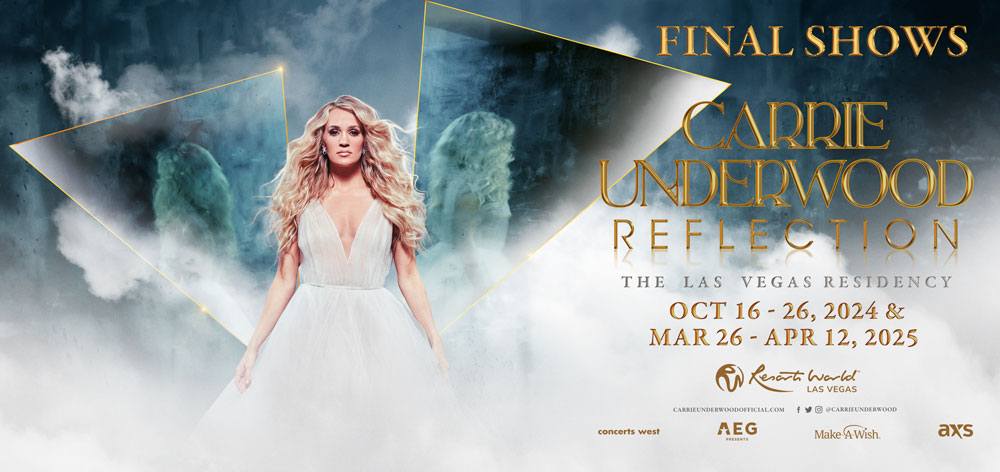 FINAL SHOWS
CARRIE
UNDERWOOD
REFLECTION
THE LAS VEGAS RESIDENCY
OCT 16 - 26, 2024 &
MAR 26 - APR 12, 2025
RW Resorts World
LAS VEGAS
CARRIEUNDERWOODOFFICIAL.COM @CARRIEUNDERWOOD
concerts west AEG PRESENTS Make-A-Wish. axs